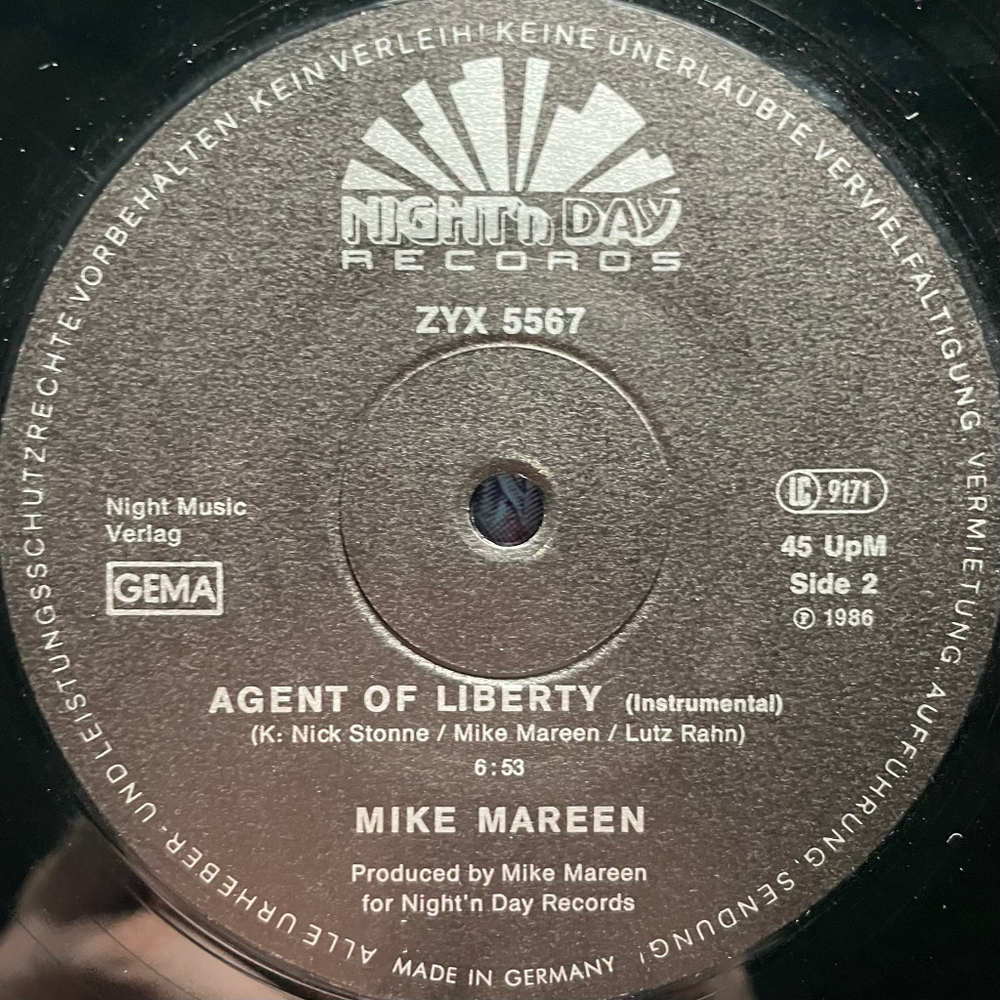 ALLE URHEBER- UND LEISTUNGSSCHUTZRECHTE VORBEHALTEN. KEIN VERLEIH! KEINE UNERLAUBTE VERVIELFÄLTIGUNG, VERMIETUNG, AUFFÜHRUNG, SENDUNG!
NIGHT'n DAY
RECORDS
ZYX 5567
Night Music
Verlag
GEMA
LC 9171
45 UpM
Side 2
Ⓟ 1986
AGENT OF LIBERTY (Instrumental)
(K: Nick Stonne / Mike Mareen / Lutz Rahn)
6:53
MIKE MAREEN
Produced by Mike Mareen
for Night'n Day Records
MADE IN GERMANY